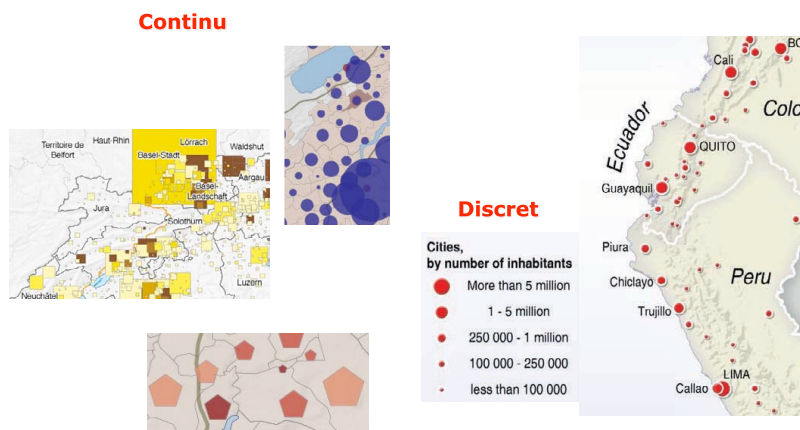 Continu
Territoire de
Belfort
Haut-Rhin
Lörrach
Waldshut
Basel-Stadt
Aargau
Basel-
Landschaft
Jura
Solothurn
Neuchâtel
Luzern
Discret
Cities,
by number of inhabitants
More than 5 million
1 - 5 million
250 000 - 1 million
100 000 - 250 000
less than 100 000
BO
Cali
Colo
Ecuador
QUITO
Guayaquil
Piura
Peru
Chiclayo
Trujillo
LIMA
Callao